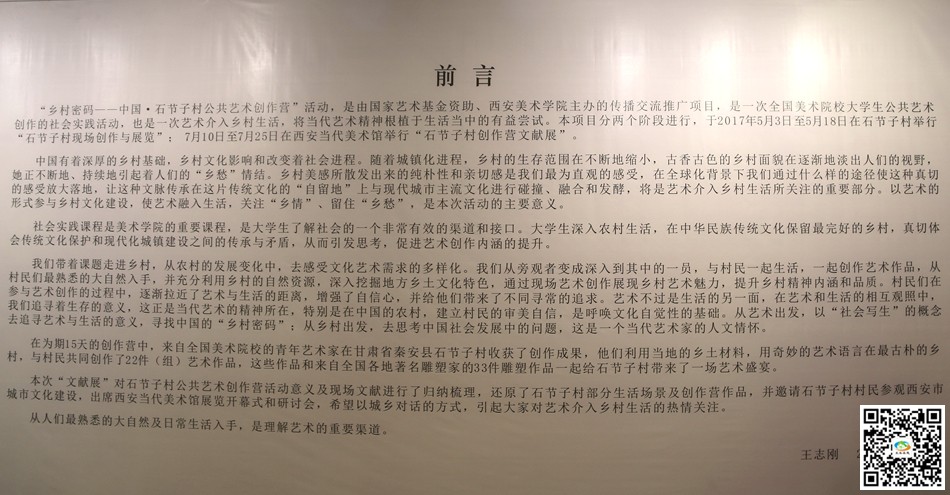 前言
“乡村密码——中国·石节子村公共艺术创作营”活动，是由国家艺术基金资助、西安美术学院主办的传播交流推广项目，是一次全国美术院校大学生公共艺术
创作的社会实践活动，也是一次艺术介入乡村生活，将当代艺术精神根植于生活当中的有益尝试。本项目分两个阶段进行，于2017年5月3日至5月18日在石节子村举行
“石节子村现场创作与展览”；7月10日至7月25日在西安当代美术馆举行“石节子村创作营文献展”。
中国有着深厚的乡村基础，乡村文化影响和改变着社会进程。随着城镇化进程，乡村的生存范围在不断地缩小，古香古色的乡村面貌在逐渐地淡出人们的视野，
她正不断地、持续地引起着人们的“乡愁”情结。乡村美感所散发出来的纯朴性和亲切感是我们最为直观的感受，在全球化背景下我们通过什么样的途径使这种真切
的感受放大落地，让这种文脉传承在这片传统文化的“自留地”上与现代城市主流文化进行碰撞、融合和发酵，将是艺术介入乡村生活所关注的重要部分。以艺术的
形式参与乡村文化建设，使艺术融入生活，关注“乡情”、留住“乡愁”，是本次活动的主要意义。
社会实践课程是美术学院的重要课程，是大学生了解社会的一个非常有效的渠道和接口。大学生深入农村生活，在中华民族传统文化保留最完好的乡村，真切体
会传统文化保护和现代化城镇建设之间的传承与矛盾，从而引发思考，促进艺术创作内涵的提升。
我们带着课题走进乡村，从农村的发展变化中，去感受文化艺术需求的多样化。我们从旁观者变成深入到其中的一员，与村民一起生活，一起创作艺术作品，从
村民们最熟悉的大自然入手，并充分利用乡村的自然资源，深入挖掘地方乡土文化特色，通过现场艺术创作展现乡村艺术魅力，提升乡村精神内涵和品质。村民们在
参与艺术创作的过程中，逐渐拉近了艺术与生活的距离，增强了自信心，并给他们带来了不同寻常的追求。艺术不过是生活的另一面，在艺术和生活的相互观照中，
我们追寻着生存的意义，这正是当代艺术的精神所在，特别是在中国的农村，建立村民的审美自信，是呼唤文化自觉性的基础。从艺术出发，以“社会写生”的概念
去追寻艺术与生活的意义，寻找中国的“乡村密码”：从乡村出发，去思考中国社会发展中的问题，这是一个当代艺术家的人文情怀。
在为期15天的创作营中，来自全国美术院校的青年艺术家在甘肃省秦安县石节子村收获了创作成果，他们利用当地的乡土材料，用奇妙的艺术语言在最古朴的乡
村，与村民共同创作了22件（组）艺术作品，这些作品和来自全国各地著名雕塑家的33件雕塑作品一起给石节子村带来了一场艺术盛宴。
本次“文献展”对石节子村公共艺术创作营活动意义及现场文献进行了归纳梳理，还原了石节子村部分生活场景及创作营作品，并邀请石节子村村民参观西安市
城市文化建设，出席西安当代美术馆展览开幕式和研讨会，希望以城乡对话的方式，引起大家对艺术介入乡村生活的热情关注。
从人们最熟悉的大自然及日常生活入手，是理解艺术的重要渠道。
王志刚